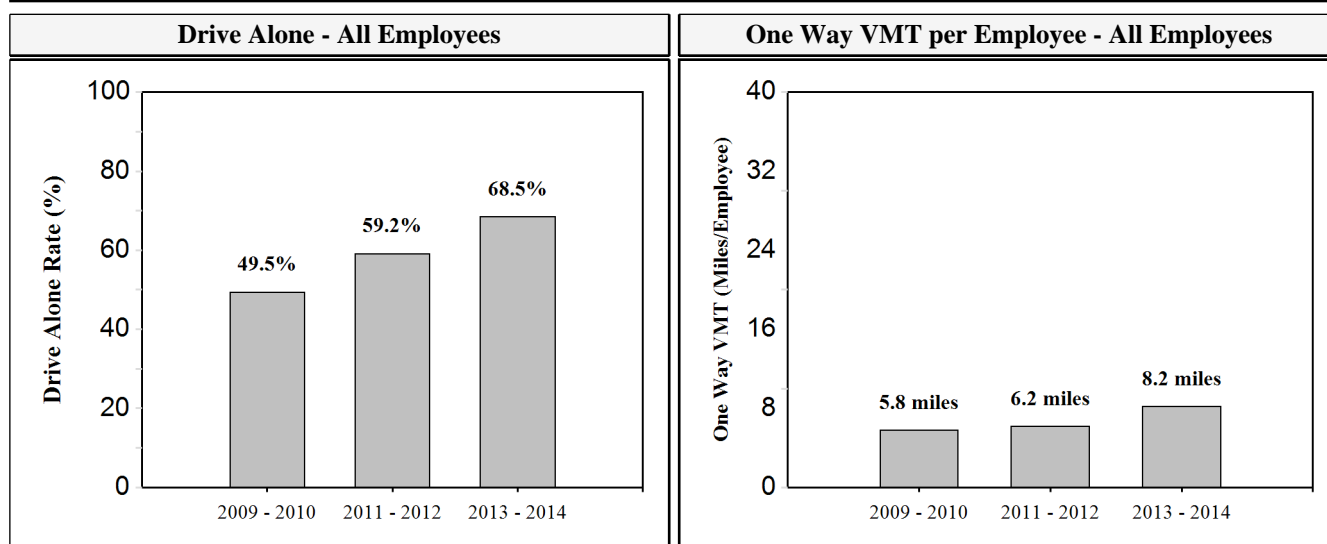 Drive Alone - All Employees
One Way VMT per Employee - All Employees
Drive Alone Rate (%)
100
80
60
40
20
0
49.5%
59.2%
68.5%
2009 - 2010 2011 - 2012 2013 - 2014
One Way VMT (Miles/Employee)
40
32
24
16
8
0
5.8 miles
6.2 miles
8.2 miles
2009 - 2010 2011 - 2012 2013 - 2014